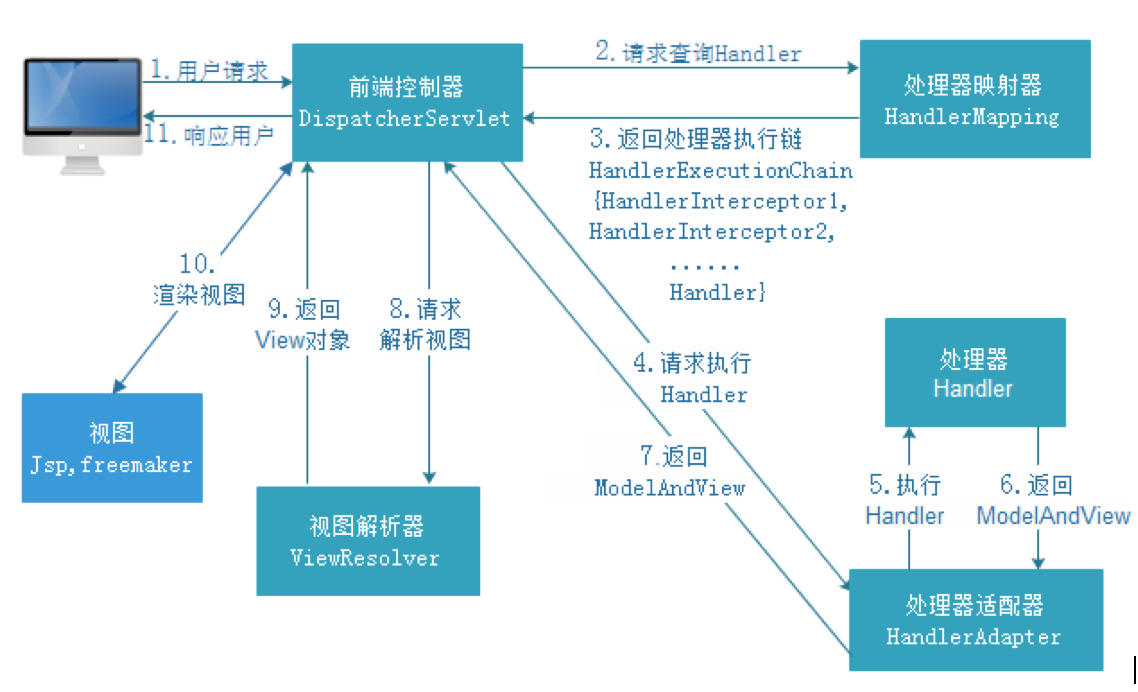 1.用户请求
11.响应用户
前端控制器
DispatcherServlet
2.请求查询Handler
处理器映射器
HandlerMapping
3.返回处理器执行链
HandlerExecutionChain
{HandlerInterceptor1,
HandlerInterceptor2,
......
Handler}
10.
渲染视图
9.返回
View对象
8.请求
解析视图
4.请求执行
Handler
处理器
Handler
视图
Jsp,freemaker
7.返回
ModelAndView
5.执行
Handler
6.返回
ModelAndView
视图解析器
ViewResolver
处理器适配器
HandlerAdapter